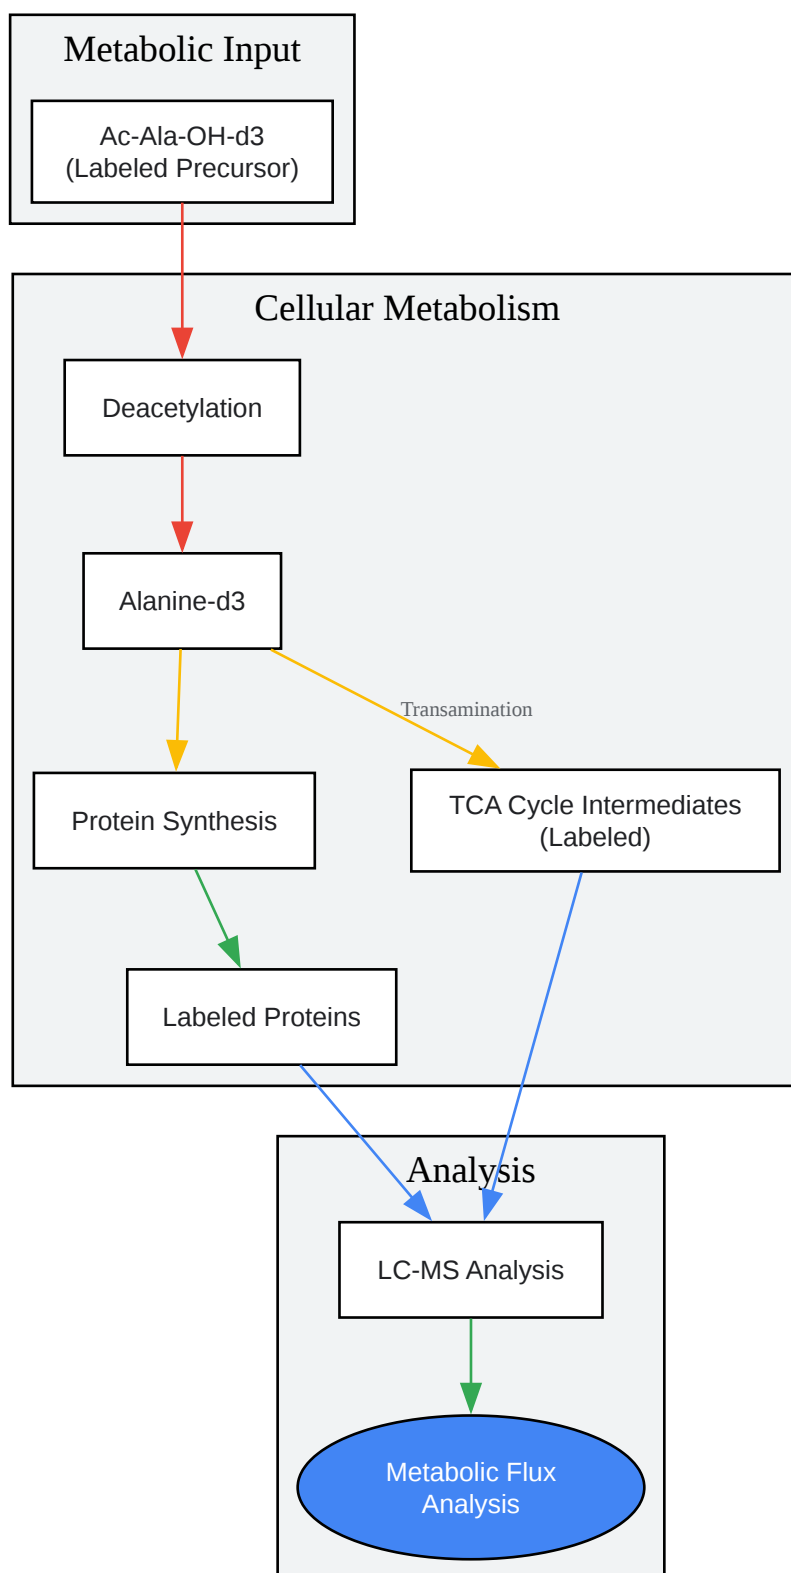 Metabolic Input
Ac-Ala-OH-d3
(Labeled Precursor)
Cellular Metabolism
Deacetylation
Alanine-d3
Transamination
Protein Synthesis
TCA Cycle Intermediates
(Labeled)
Labeled Proteins
Analysis
LC-MS Analysis
Metabolic Flux
Analysis